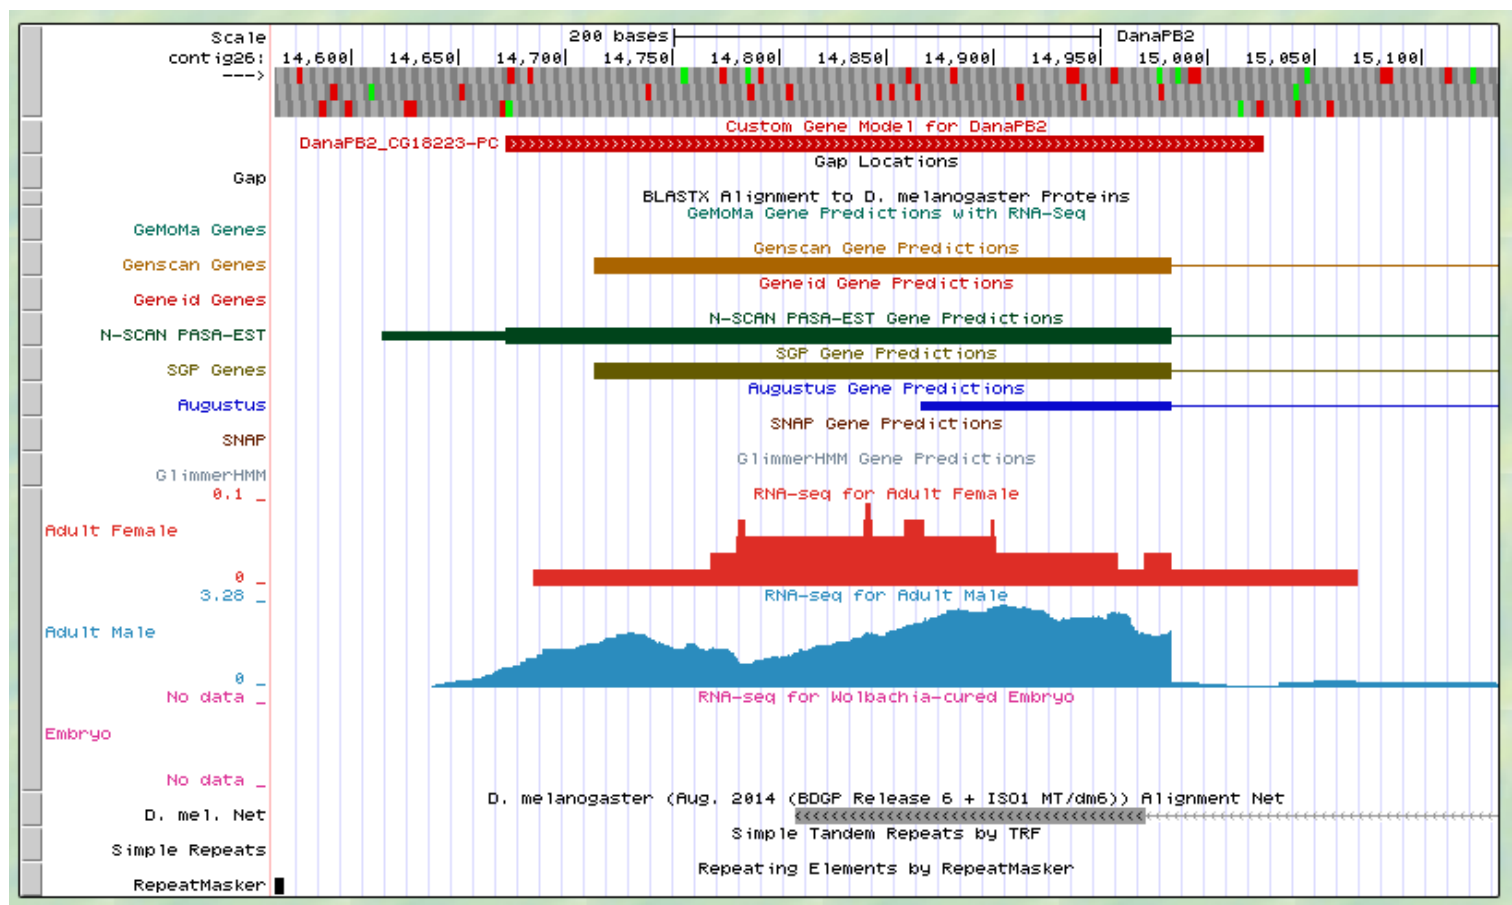 Scale 200 bases DanaPB2
contig26: 14,600| 14,650| 14,700| 14,750| 14,800| 14,850| 14,900| 14,950| 15,000| 15,050| 15,100|
--->
Custom Gene Model for DanaPB2
DanaPB2_CG18223-PC
Gap Locations
Gap
BLASTX Alignment to D. melanogaster Proteins
GeMoMa Gene Predictions with RNA-Seq
GeMoMa Genes
Genscan Gene Predictions
Genscan Genes
Geneid Gene Predictions
Geneid Genes
N-SCAN PASA-EST Gene Predictions
N-SCAN PASA-EST
SGP Gene Predictions
SGP Genes
Augustus Gene Predictions
Augustus
SNAP Gene Predictions
SNAP
GlimmerHMM Gene Predictions
GlimmerHMM
0.1 _ RNA-seq for Adult Female
Adult Female
0 _
3.28 _ RNA-seq for Adult Male
Adult Male
0 _
No data _ RNA-seq for Wolbachia-cured Embryo
Embryo
No data _
D. melanogaster (Aug. 2014 (BDGP Release 6 + ISO1 MT/dm6)) Alignment Net
D. mel. Net
Simple Tandem Repeats by TRF
Simple Repeats
Repeating Elements by RepeatMasker
RepeatMasker